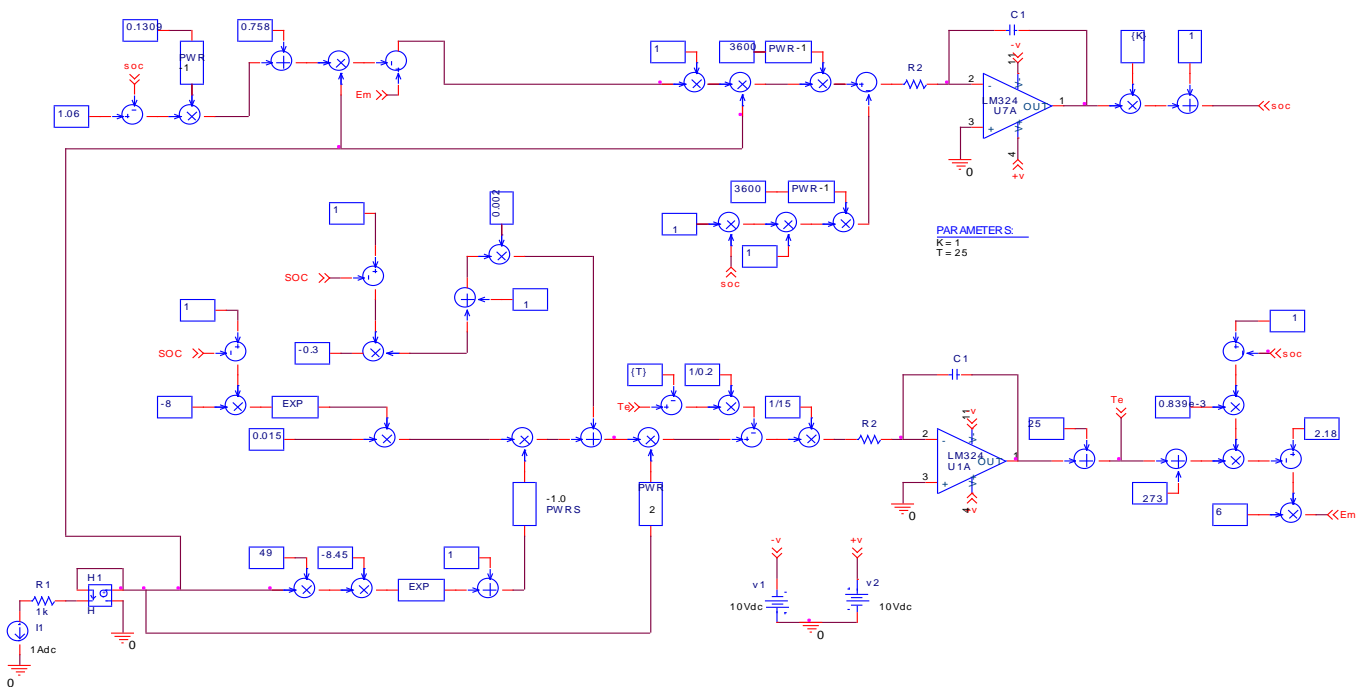 0.1309
0.758
PWR
-1
soc
1.06
Em
1
3600
PWR-1
R2
C1
-v
11
2
-
LM324
U7A
OUT
1
3
+
4
+v
0
{K}
1
soc
3600
PWR-1
1
1
soc
PARAMETERS:
K = 1
T = 25
1
0.002
SOC
1
1
SOC
-0.3
-8
EXP
0.015
{T}
Te
1/0.2
1/15
R2
C1
-v
11
2
-
LM324
U1A
OUT
1
3
+
4
+v
0
25
Te
273
1
soc
0.839e-3
2.18
6
Em
-1.0
PWRS
PWR
2
49
-8.45
1
EXP
R1
1k
H1
H
0
I1
1Adc
0
-v
+v
v1
10Vdc
v2
10Vdc
0